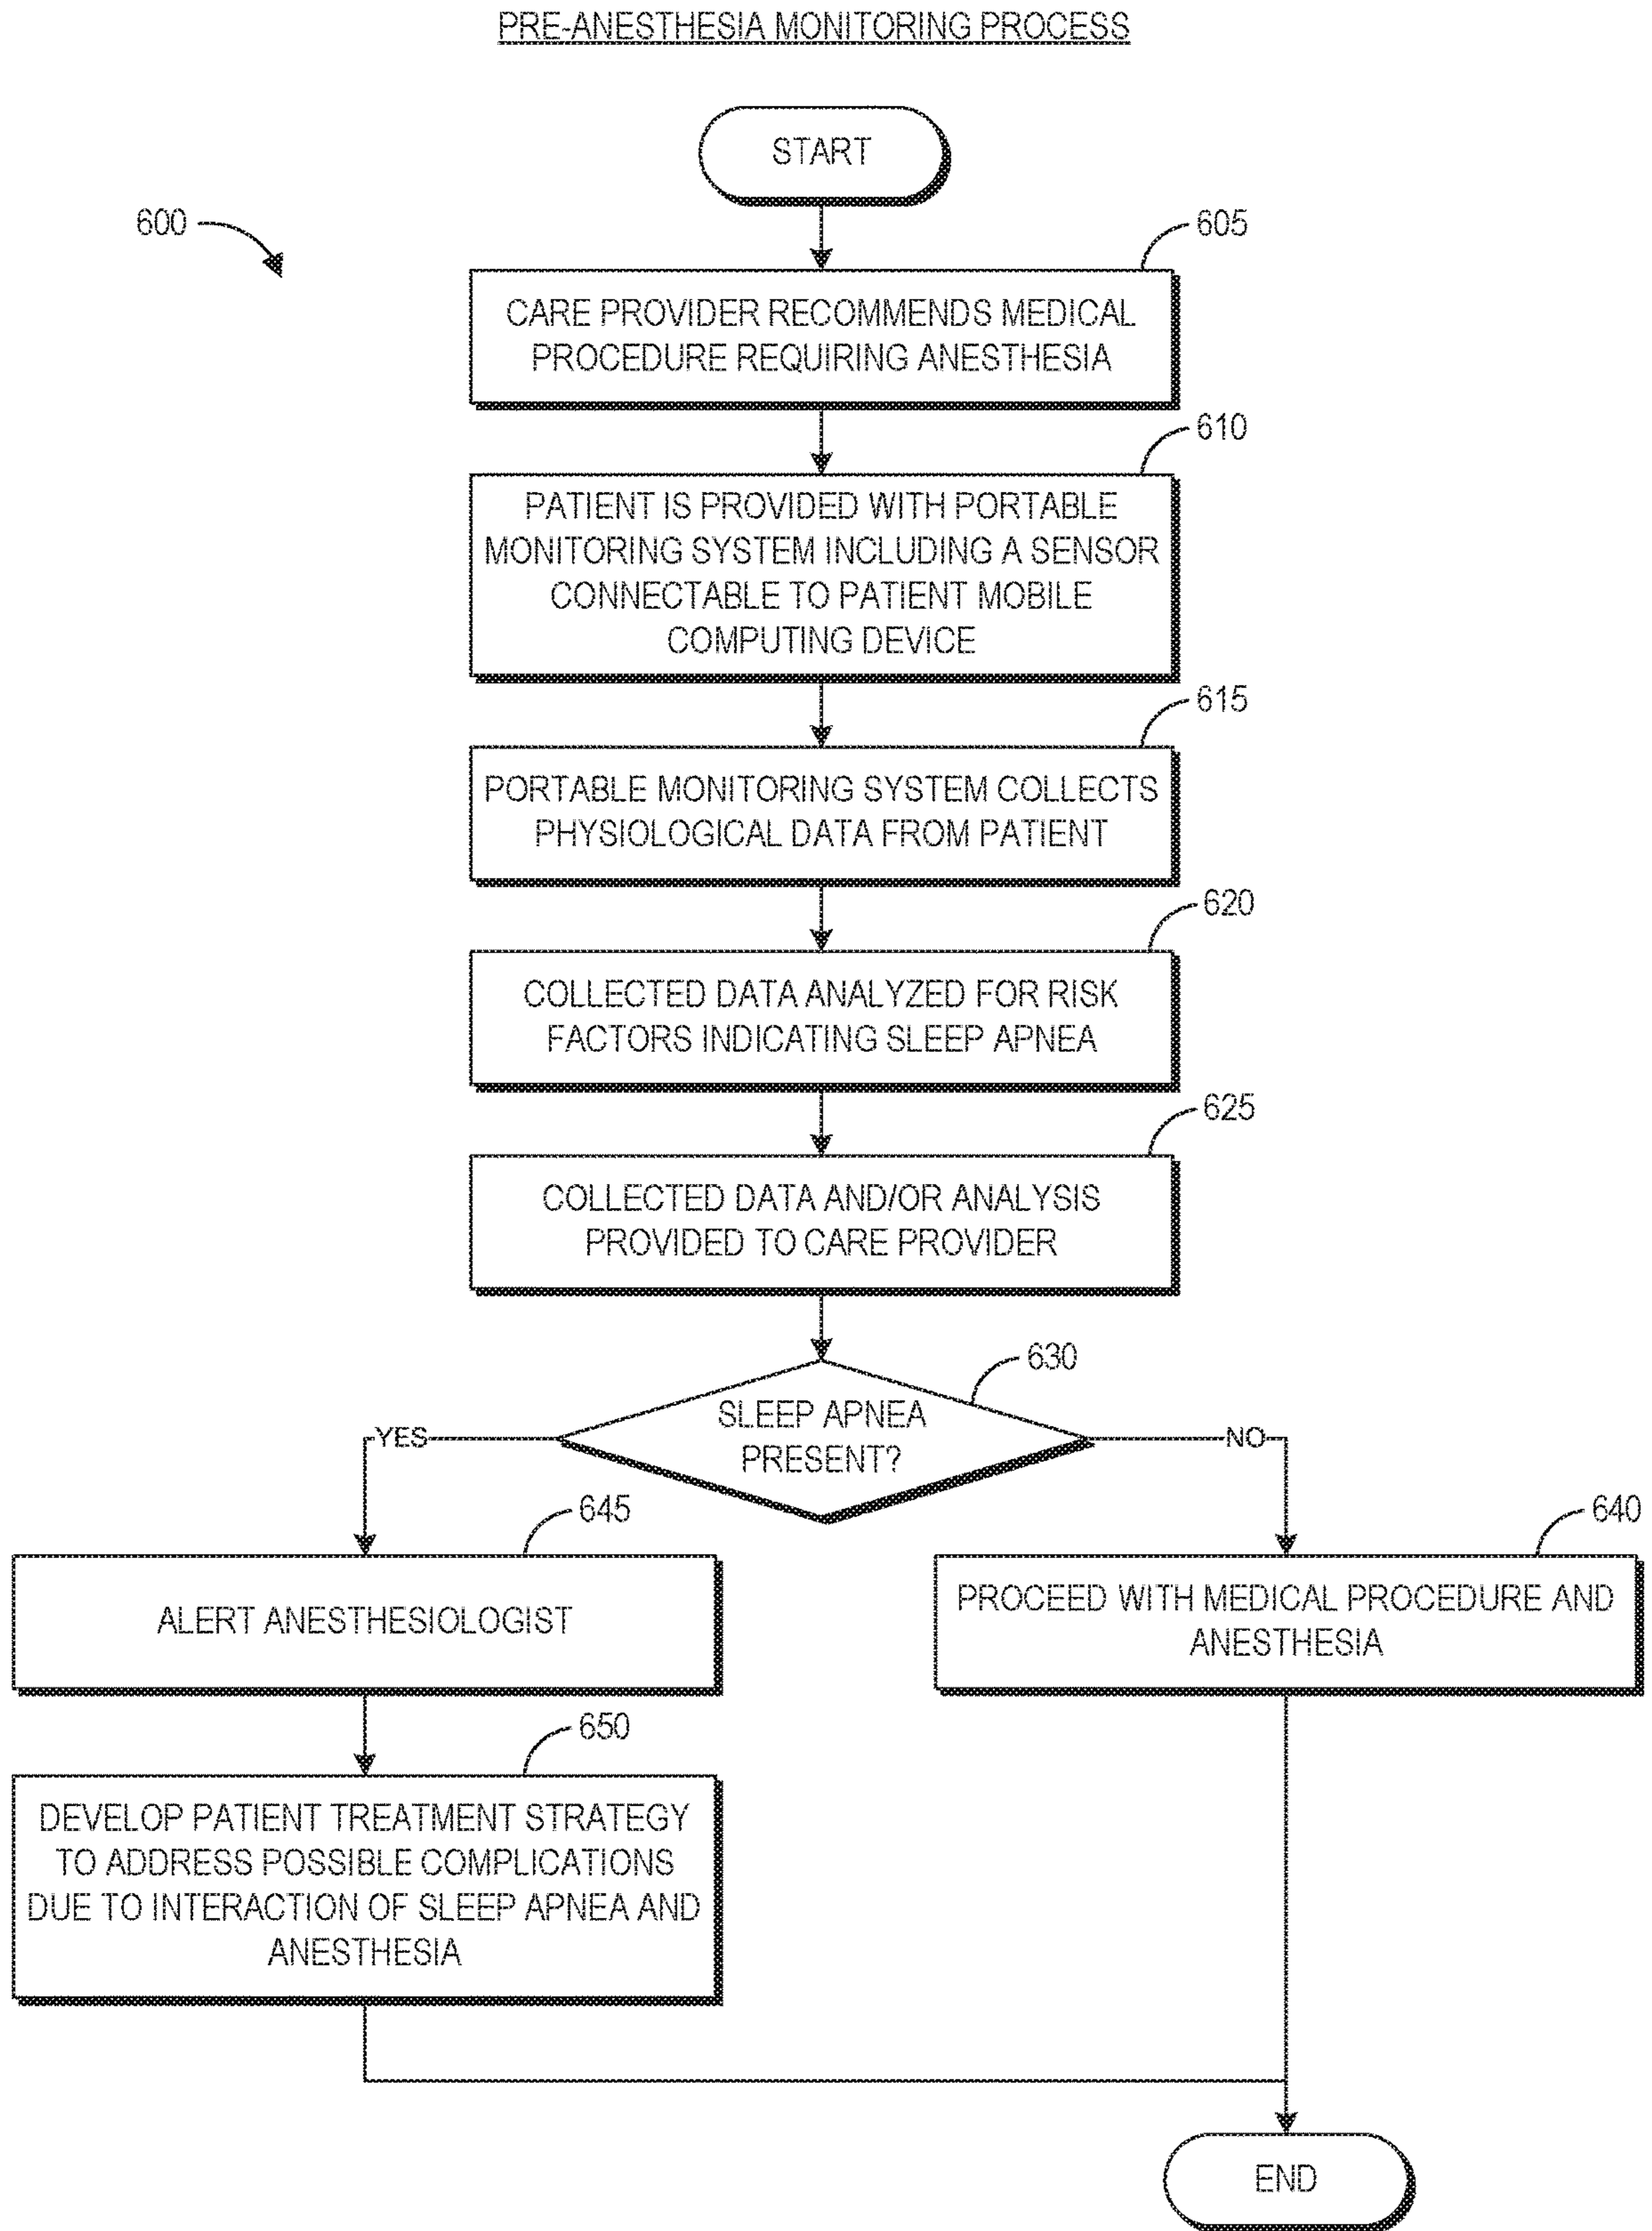 PRE-ANESTHESIA MONITORING PROCESS
START
600
605
CARE PROVIDER RECOMMENDS MEDICAL
PROCEDURE REQUIRING ANESTHESIA
610
PATIENT IS PROVIDED WITH PORTABLE
MONITORING SYSTEM INCLUDING A SENSOR
CONNECTABLE TO PATIENT MOBILE
COMPUTING DEVICE
615
PORTABLE MONITORING SYSTEM COLLECTS
PHYSIOLOGICAL DATA FROM PATIENT
620
COLLECTED DATA ANALYZED FOR RISK
FACTORS INDICATING SLEEP APNEA
625
COLLECTED DATA AND/OR ANALYSIS
PROVIDED TO CARE PROVIDER
630
SLEEP APNEA
PRESENT?
YES
NO
645
ALERT ANESTHESIOLOGIST
640
PROCEED WITH MEDICAL PROCEDURE AND
ANESTHESIA
650
DEVELOP PATIENT TREATMENT STRATEGY
TO ADDRESS POSSIBLE COMPLICATIONS
DUE TO INTERACTION OF SLEEP APNEA AND
ANESTHESIA
END